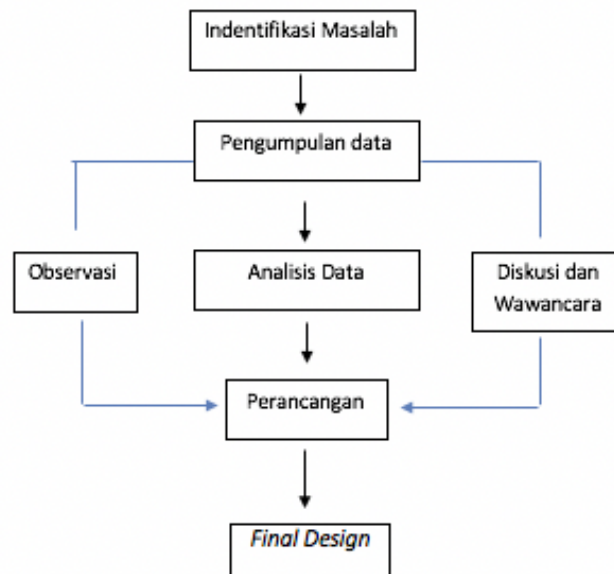 Indentifikasi Masalah
Pengumpulan data
Observasi
Analisis Data
Diskusi dan
Wawancara
Perancangan
Final Design